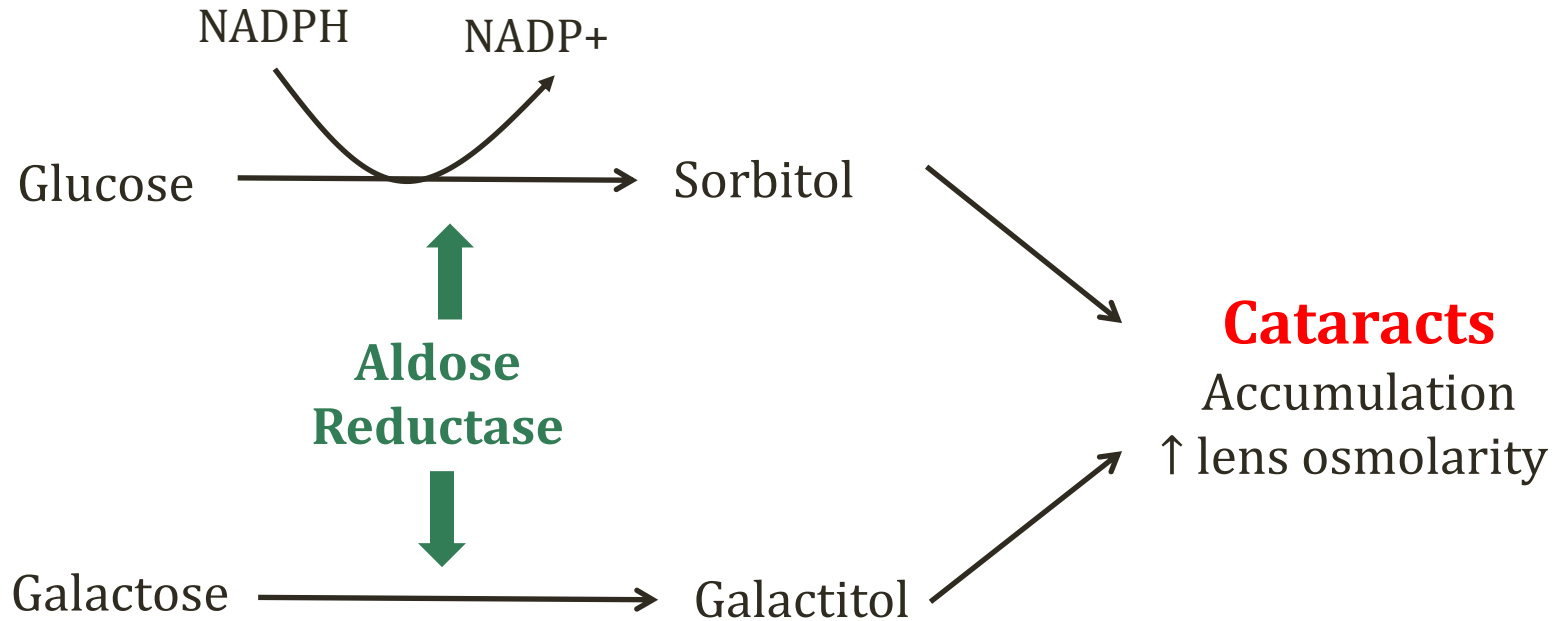 NADPH
NADP+
Glucose
Sorbitol
Aldose
Reductase
Cataracts
Accumulation
↑ lens osmolarity
Galactose
Galactitol